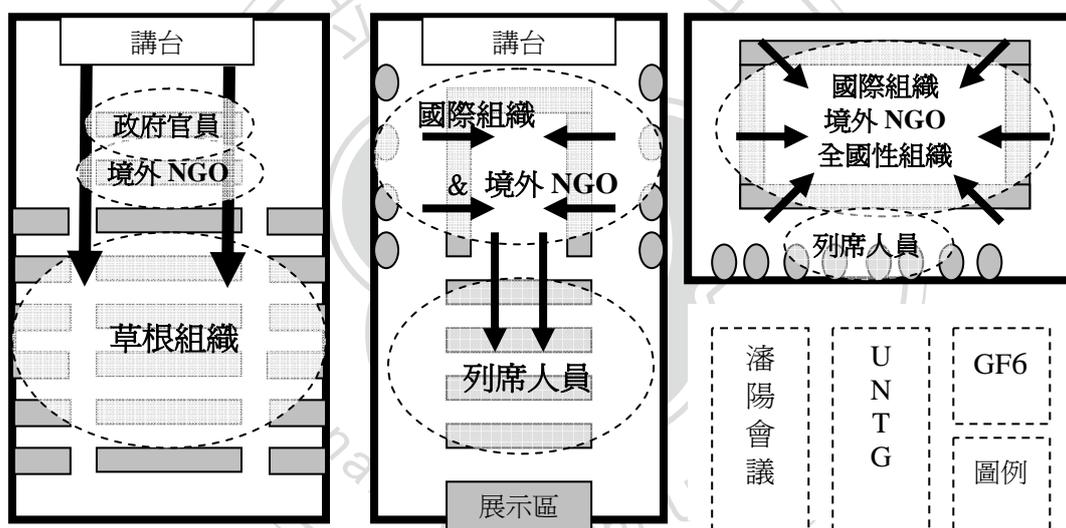 講台
政府官員
境外 NGO
草根組織
講台
國際組織
& 境外 NGO
列席人員
展示區
國際組織
境外 NGO
全國性組織
列席人員
瀋陽會議
UNTG
GF6
圖例